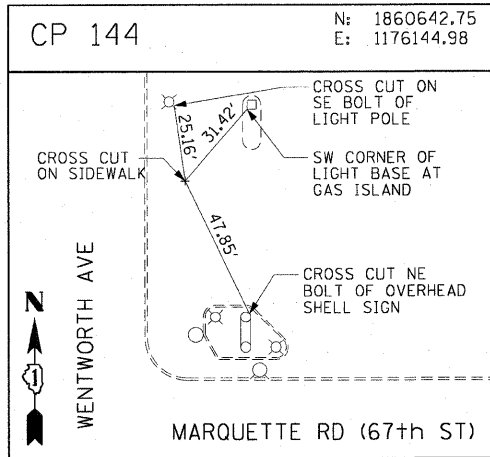 CP 144
N: 1860642.75
E: 1176144.98
CROSS CUT ON
SE BOLT OF
LIGHT POLE
25.16'
31.42'
CROSS CUT
ON SIDEWALK
SW CORNER OF
LIGHT BASE AT
GAS ISLAND
47.85'
CROSS CUT NE
BOLT OF OVERHEAD
SHELL SIGN
WENTWORTH AVE
N
1
MARQUETTE RD (67th ST)